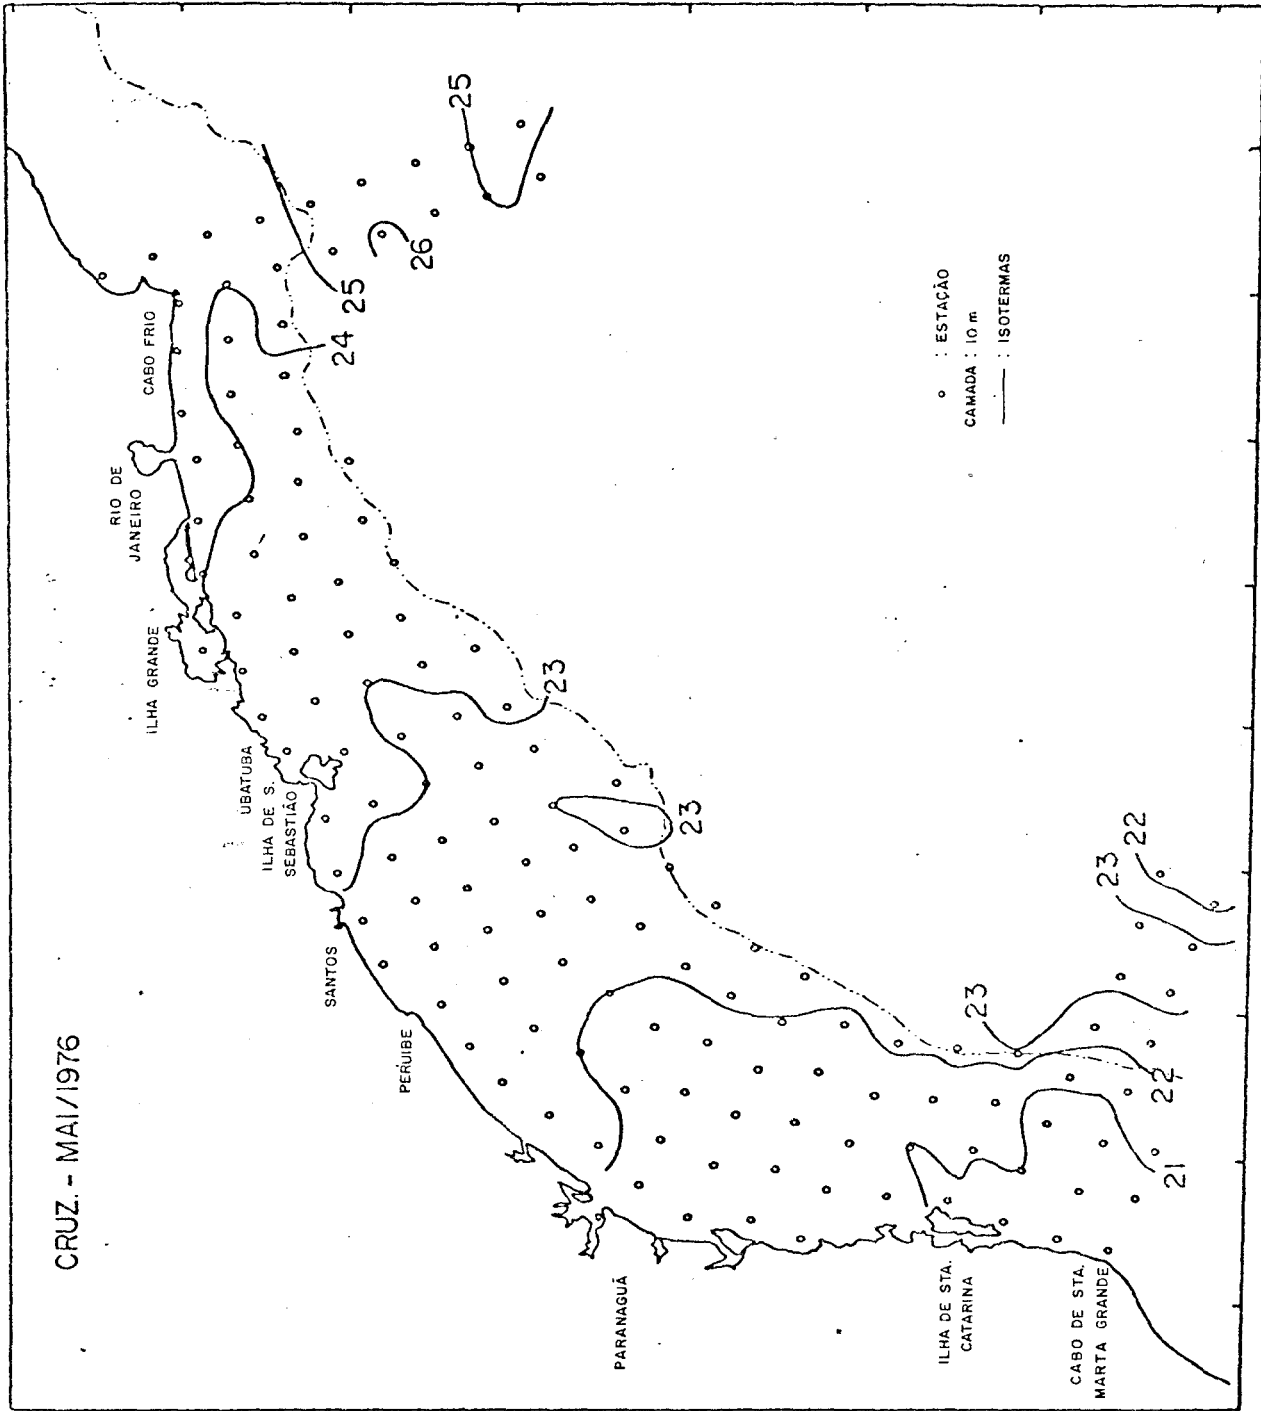 CRUZ. - MAI/1976
CABO FRIO
RIO DE
JANEIRO
ILHA GRANDE
UBATUBA
ILHA DE S.
SEBASTIÃO
SANTOS
PERUIBE
PARANAGUÁ
ILHA DE STA.
CATARINA
CABO DE STA.
MARTA GRANDE
25
26
25
24
23
23
22
23
23
22
21
o : ESTAÇÃO
CAMADA : 10 m
—— : ISOTERMAS